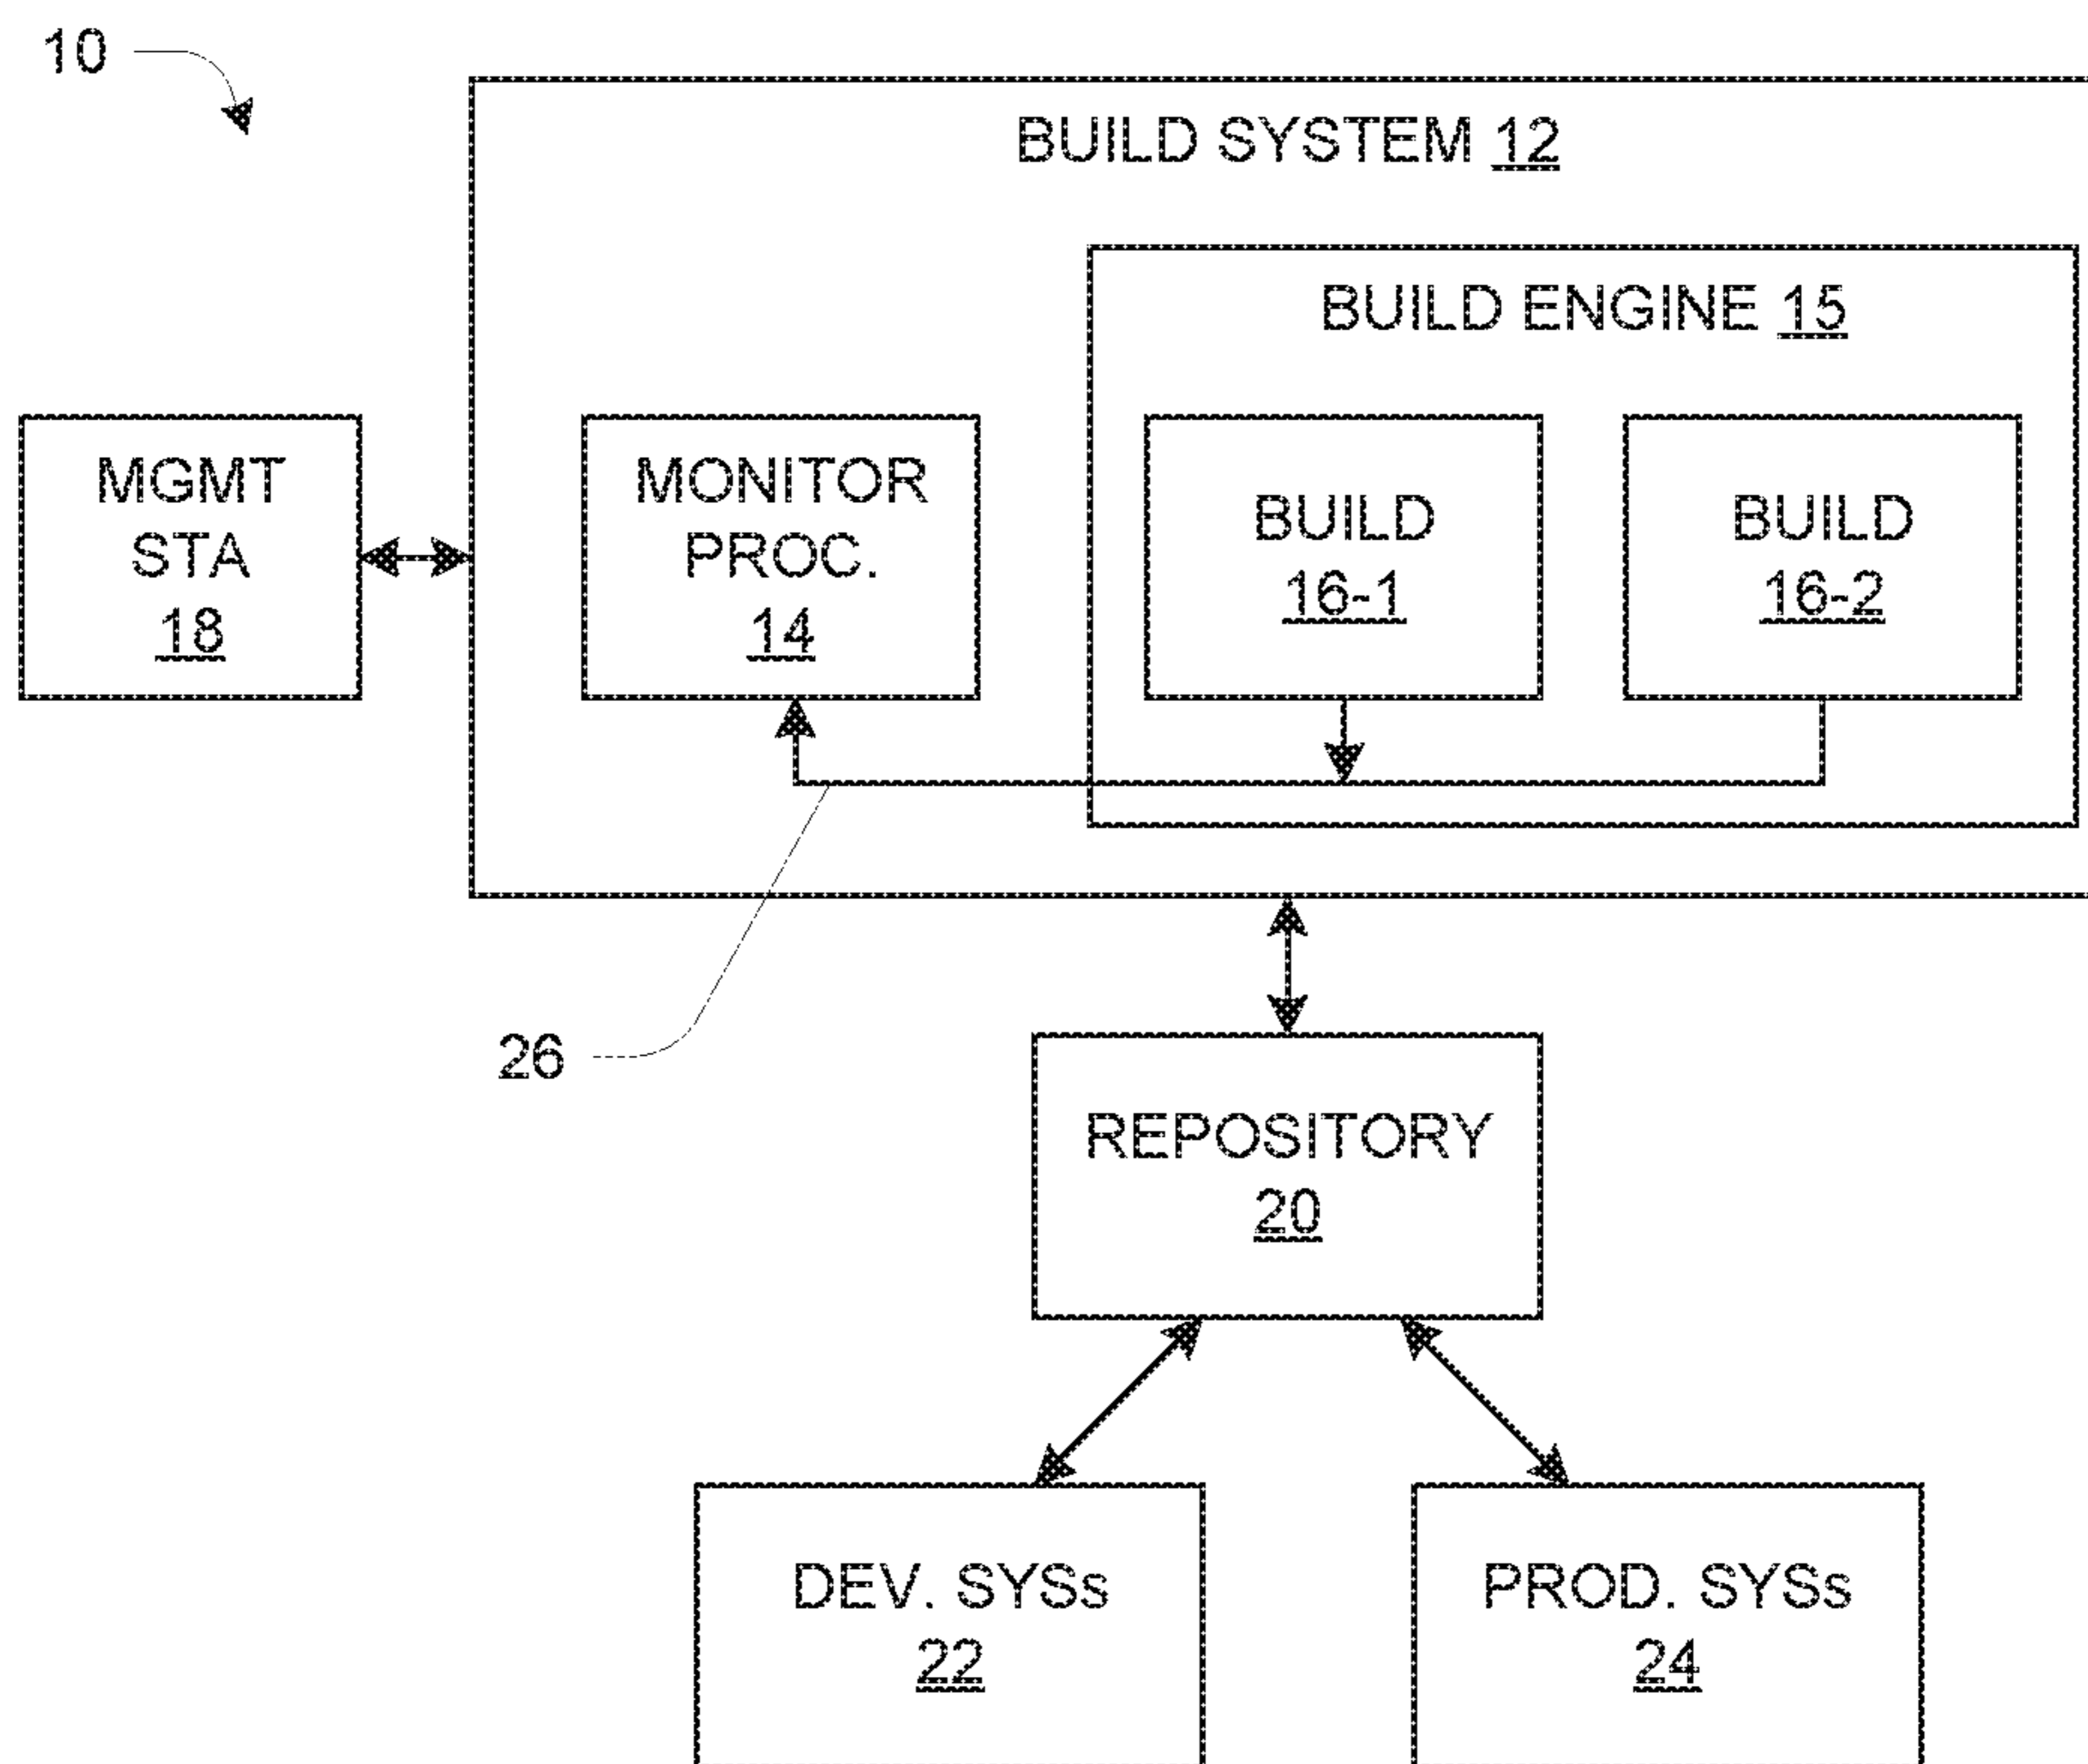 10
BUILD SYSTEM 12
BUILD ENGINE 15
MGMT
STA
18
MONITOR
PROC.
14
BUILD
16-1
BUILD
16-2
26
REPOSITORY
20
DEV. SYSs
22
PROD. SYSs
24